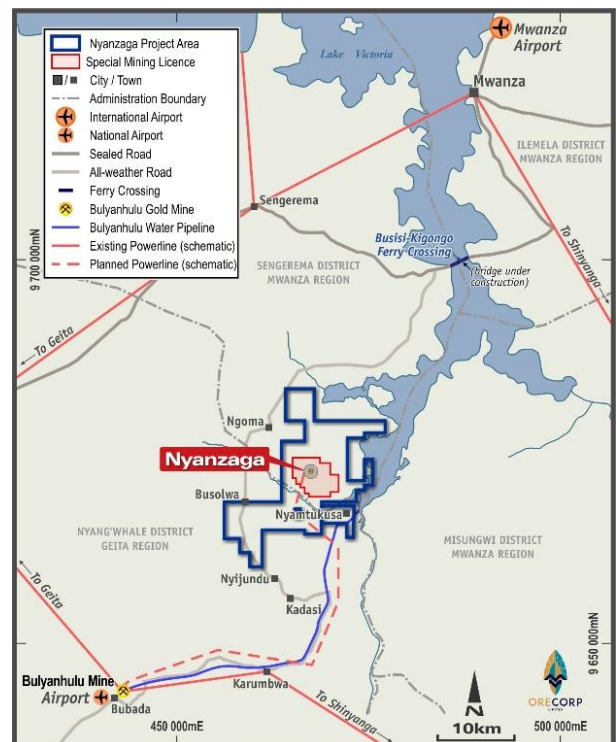 Nyanzaga Project Area
Special Mining Licence
/ City / Town
Administration Boundary
International Airport
National Airport
Sealed Road
All-weather Road
Ferry Crossing
Bulyanhulu Gold Mine
Bulyanhulu Water Pipeline
Existing Powerline (schematic)
Planned Powerline (schematic)
Lake Victoria
Mwanza
Airport
Mwanza
ILEMELA DISTRICT
MWANZA REGION
Sengerema
To Shinyanga
Busisi-Kigongo
Ferry Crossing
(bridge under
construction)
SENGEREMA DISTRICT
MWANZA REGION
9 700 000mN
To Geita
Ngoma
Nyanzaga
Busolwa
Nyamtukusa
NYANG'WHALE DISTRICT
GEITA REGION
MISUNGWI DISTRICT
MWANZA REGION
Nyijundu
Kadasi
To Geita
9 650 000mN
Bulyanhulu Mine
Airport
Bubada
Karumbwa
To Shinyanga
N
10km
ORECORP
LIMITED
450 000mE
500 000mE